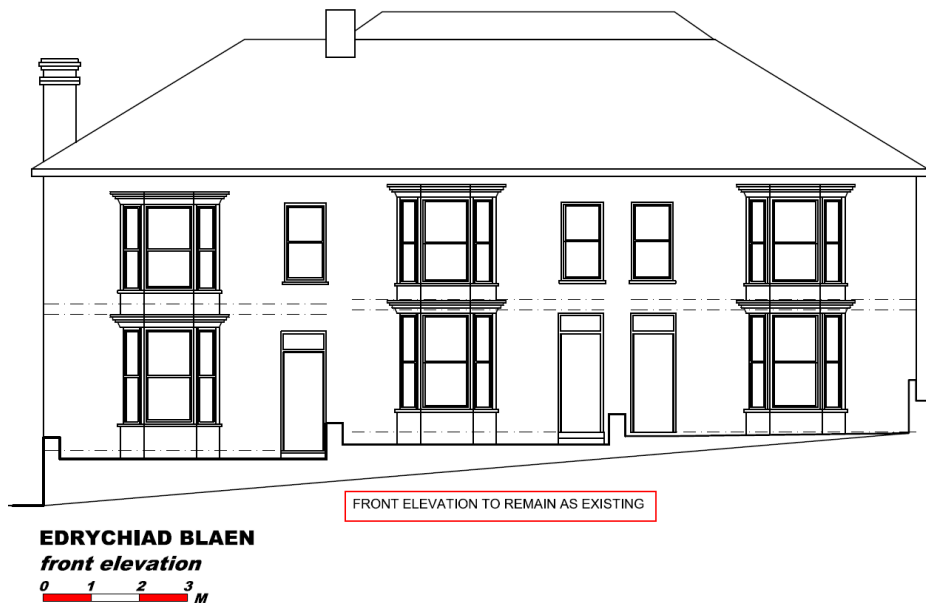 FRONT ELEVATION TO REMAIN AS EXISTING
EDRYCHIAD BLAEN
front elevation
0 1 2 3
M